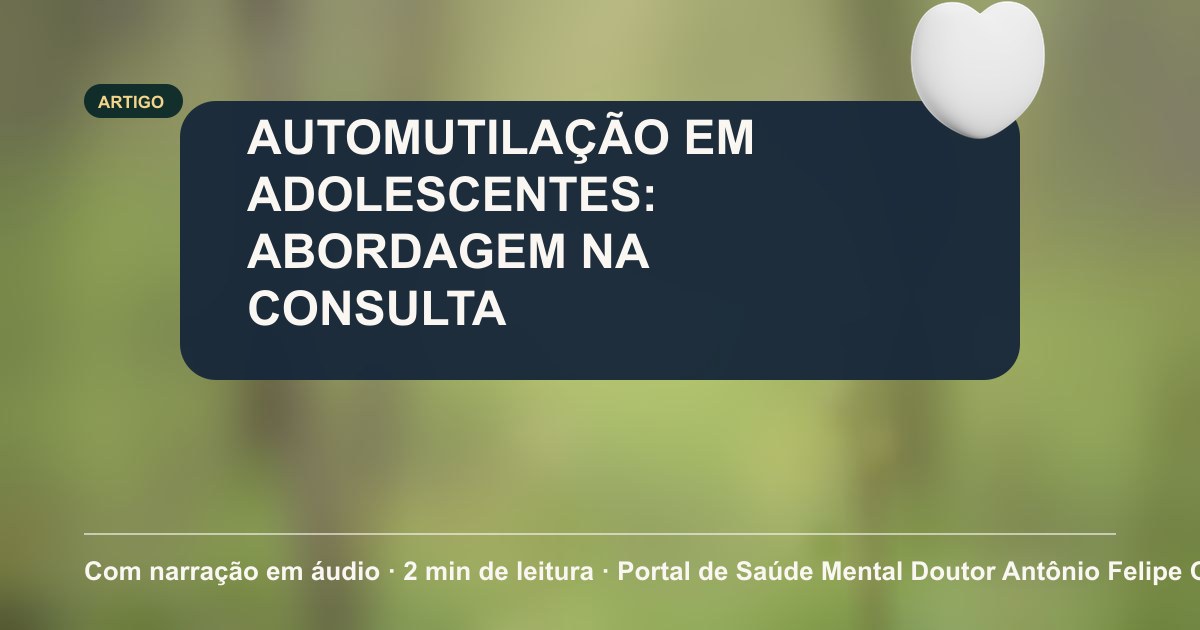 ARTIGO
AUTOMUTILAÇÃO EM
ADOLESCENTES:
ABORDAGEM NA
CONSULTA
Com narração em áudio · 2 min de leitura · Portal de Saúde Mental Doutor Antônio Felipe